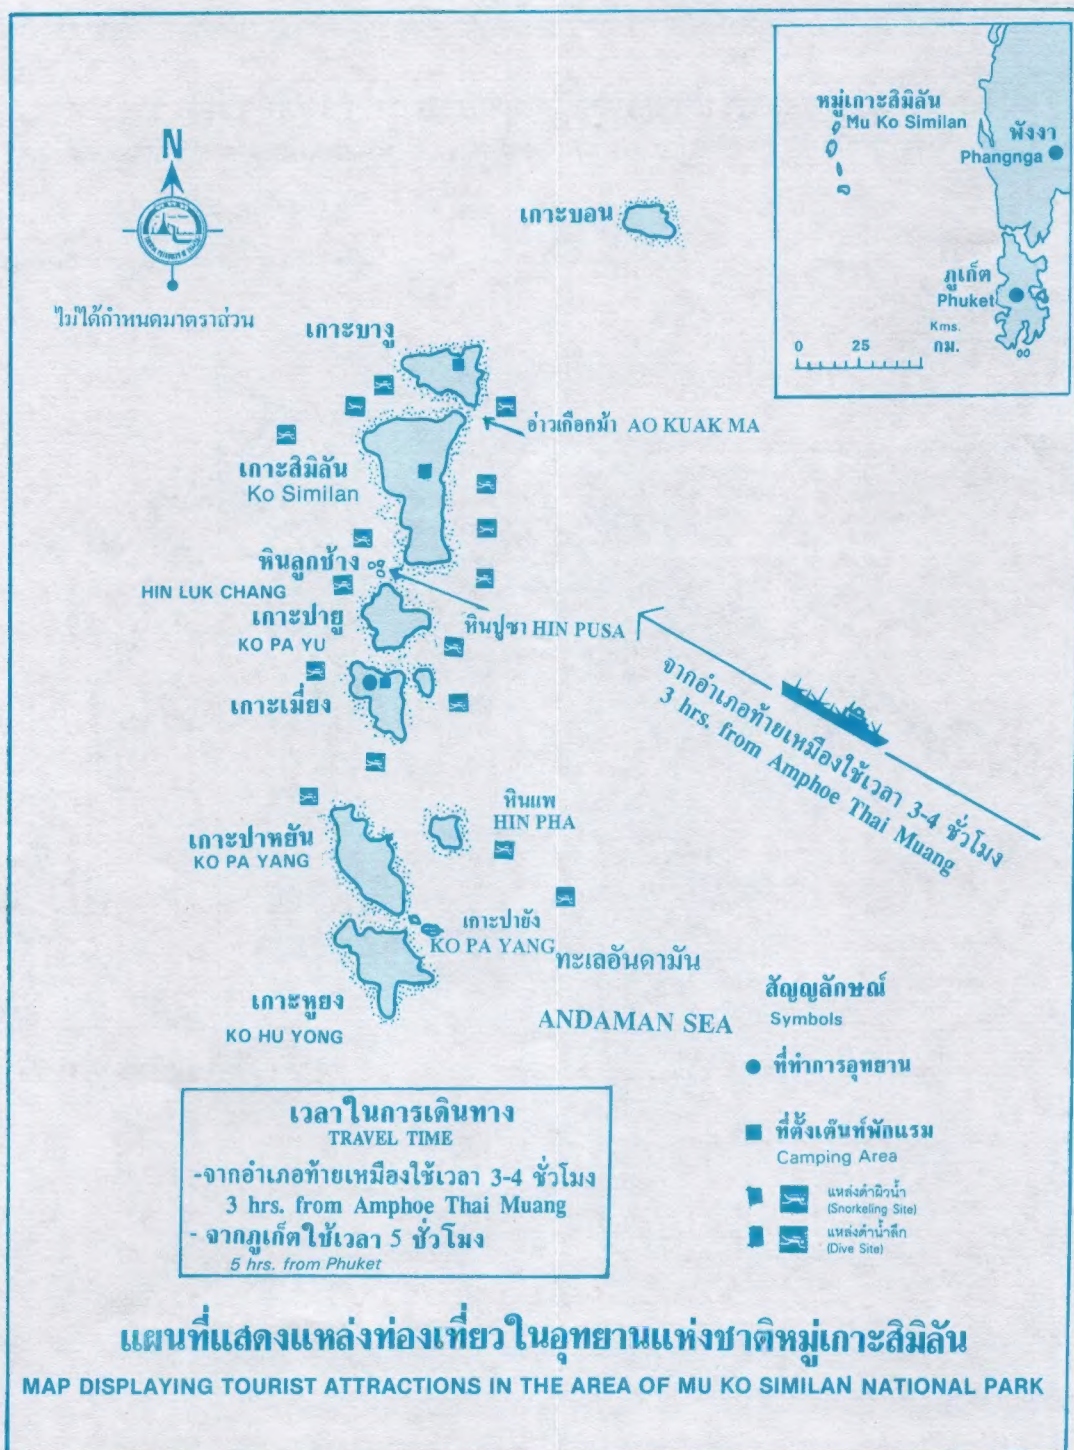 หมู่เกาะสิมิลัน
Mu Ko Similan
พังงา
Phangnga
ภูเก็ต
Phuket
Kms.
0 25 กม.
N
ไม่ได้กำหนดมาตราส่วน
เกาะบอน
เกาะบางู
อ่าวเกือกม้า AO KUAK MA
เกาะสิมิลัน
Ko Similan
หินลูกช้าง
HIN LUK CHANG
เกาะปายู
KO PA YU
หินปูซา HIN PUSA
เกาะเมี่ยง
จากอำเภอท้ายเหมืองใช้เวลา 3-4 ชั่วโมง
3 hrs. from Amphoe Thai Muang
หินแพ
HIN PHA
เกาะปาหยัน
KO PA YANG
เกาะปายัง
KO PA YANG
ทะเลอันดามัน
ANDAMAN SEA
เกาะหูยง
KO HU YONG
สัญญลักษณ์
Symbols
ที่ทำการอุทยาน
ที่ตั้งเต๊นท์พักแรม
Camping Area
แหล่งดำผิวน้ำ
(Snorkeling Site)
แหล่งดำน้ำลึก
(Dive Site)
เวลาในการเดินทาง
TRAVEL TIME
-จากอำเภอท้ายเหมืองใช้เวลา 3-4 ชั่วโมง
3 hrs. from Amphoe Thai Muang
- จากภูเก็ตใช้เวลา 5 ชั่วโมง
5 hrs. from Phuket
แผนที่แสดงแหล่งท่องเที่ยวในอุทยานแห่งชาติหมู่เกาะสิมิลัน
MAP DISPLAYING TOURIST ATTRACTIONS IN THE AREA OF MU KO SIMILAN NATIONAL PARK